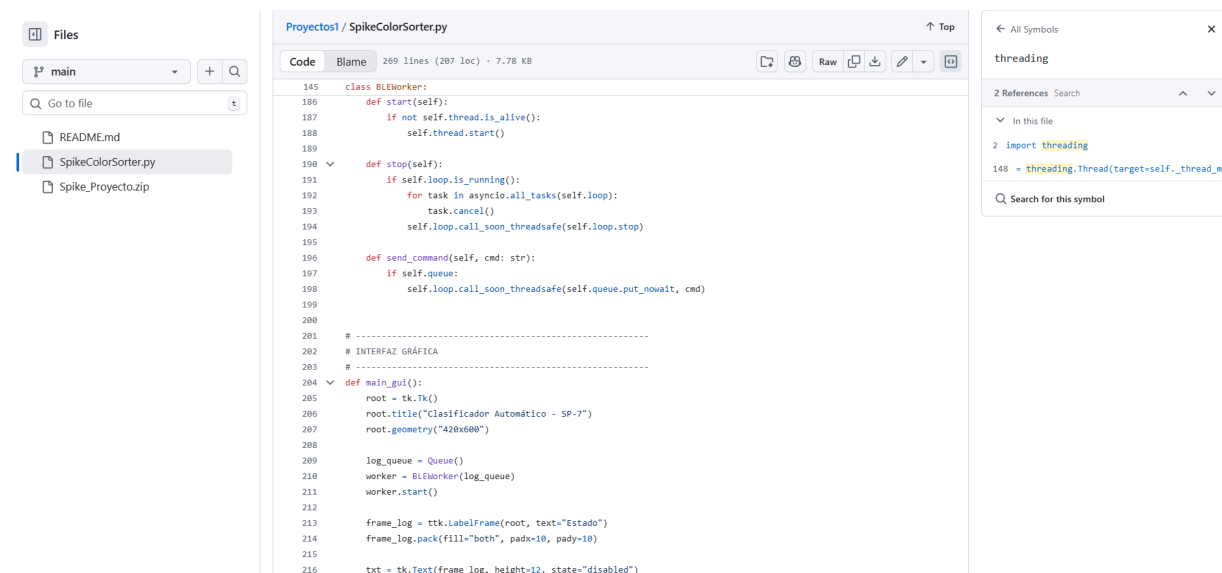 Files
main
Go to file
t
README.md
SpikeColorSorter.py
Spike_Proyecto.zip
Proyectos1 / SpikeColorSorter.py
Top
Code Blame 269 lines (207 loc) · 7.78 KB
Raw
145 class BLEWorker:
186 def start(self):
187 if not self.thread.is_alive():
188 self.thread.start()
189
190 def stop(self):
191 if self.loop.is_running():
192 for task in asyncio.all_tasks(self.loop):
193 task.cancel()
194 self.loop.call_soon_threadsafe(self.loop.stop)
195
196 def send_command(self, cmd: str):
197 if self.queue:
198 self.loop.call_soon_threadsafe(self.queue.put_nowait, cmd)
199
200
201 # ---------------------------------------------------------
202 # INTERFAZ GRÁFICA
203 # ---------------------------------------------------------
204 def main_gui():
205 root = tk.Tk()
206 root.title("Clasificador Automático - SP-7")
207 root.geometry("420x600")
208
209 log_queue = Queue()
210 worker = BLEWorker(log_queue)
211 worker.start()
212
213 frame_log = ttk.LabelFrame(root, text="Estado")
214 frame_log.pack(fill="both", padx=10, pady=10)
215
216 txt = tk.Text(frame_log, height=12, state="disabled")
All Symbols
threading
2 References Search
In this file
2 import threading
148 = threading.Thread(target=self._thread_m
Search for this symbol